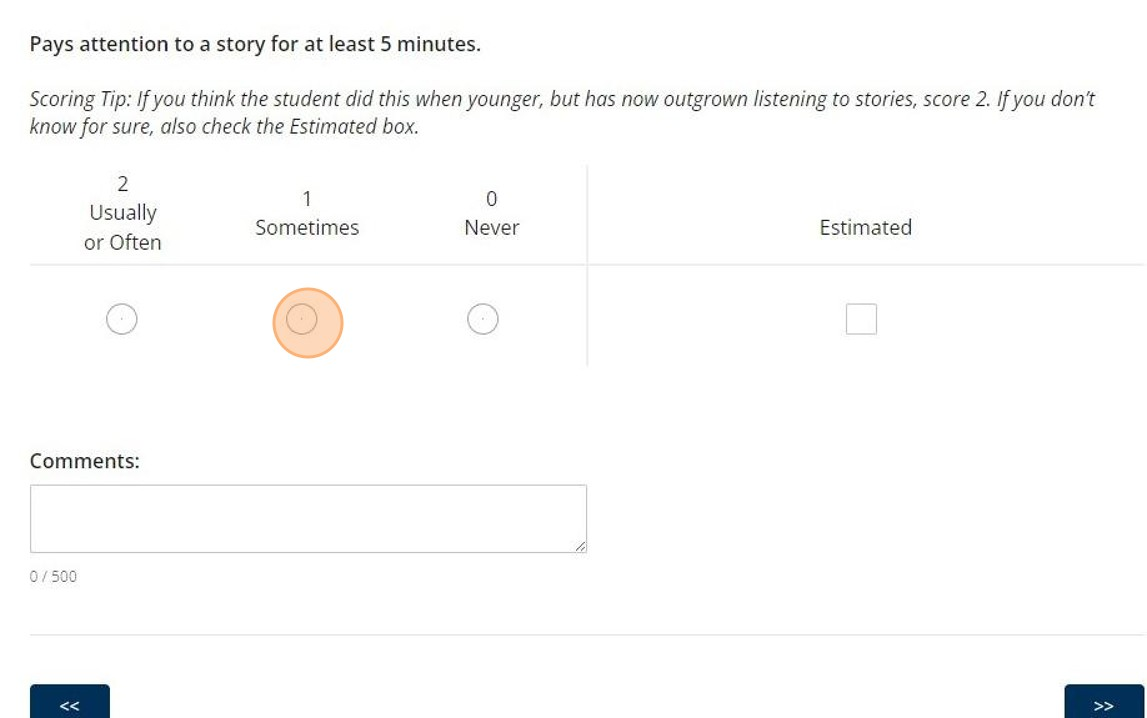 Pays attention to a story for at least 5 minutes.
Scoring Tip: If you think the student did this when younger, but has now outgrown listening to stories, score 2. If you don't
know for sure, also check the Estimated box.
2
Usually
or Often
1
Sometimes
0
Never
Estimated
Comments:
0 / 500
<<
>>